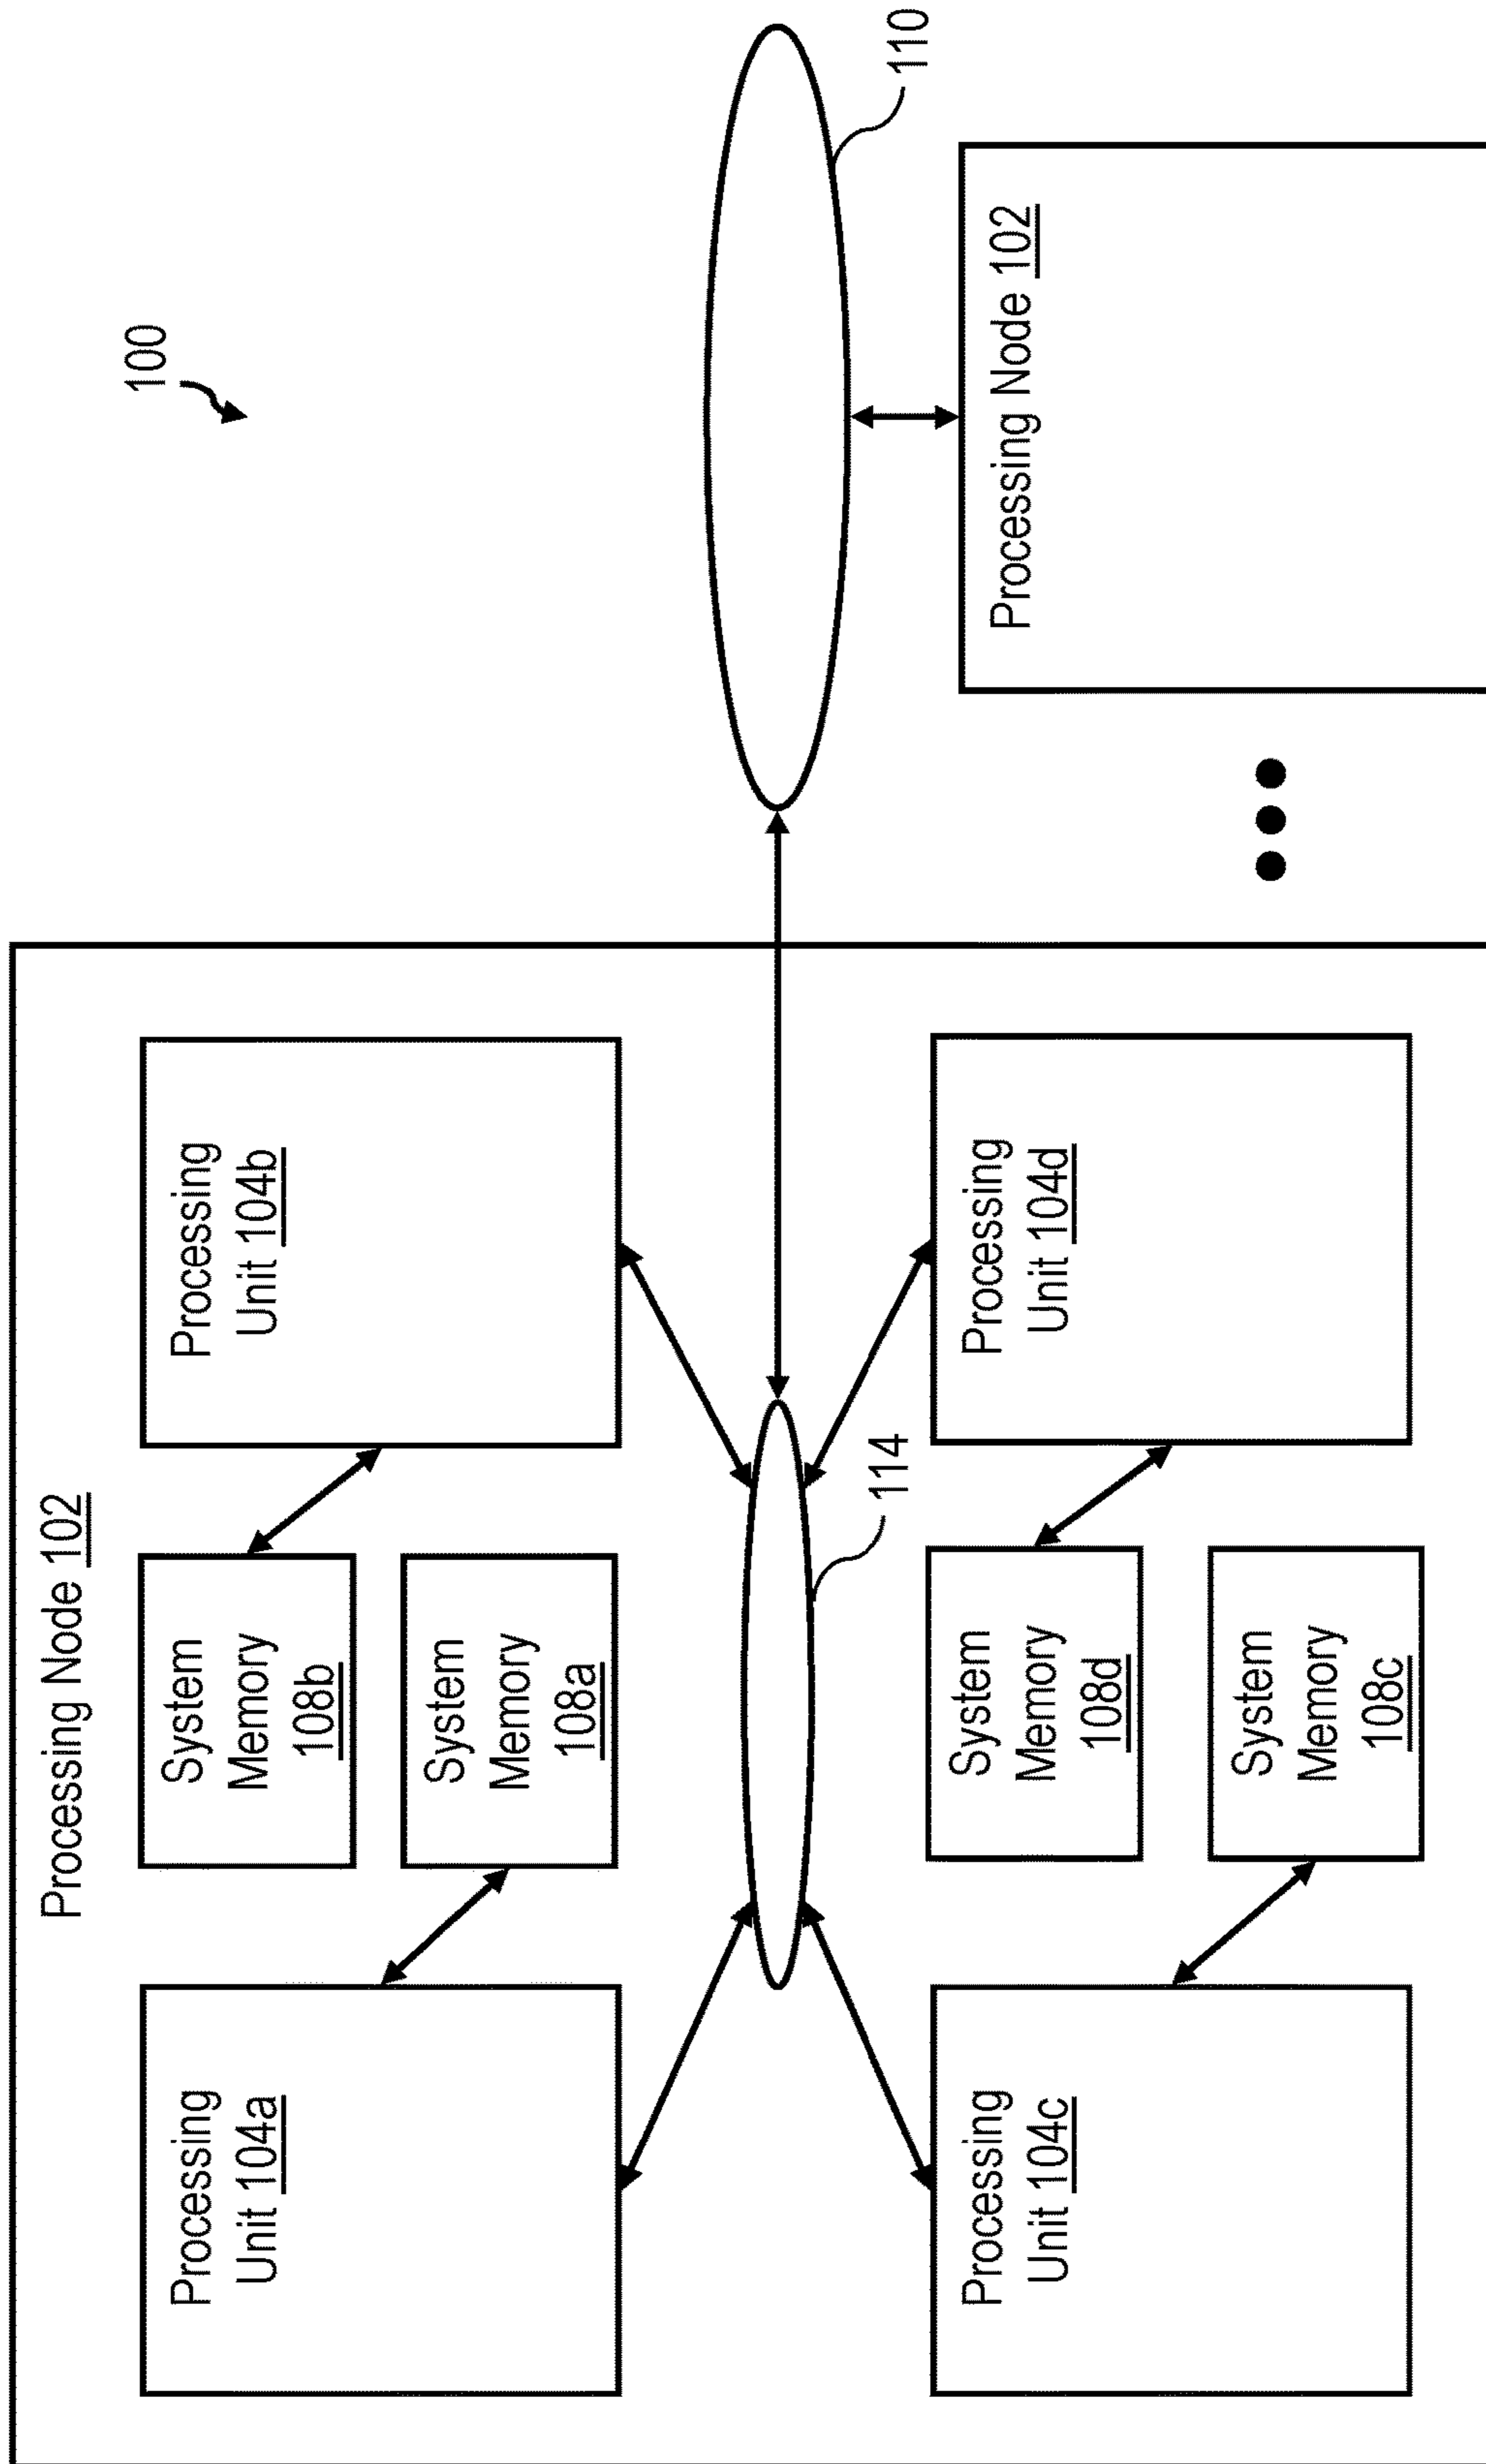 100
Processing Node 102
Processing
Unit 104a
System
Memory
108b
System
Memory
108a
Processing
Unit 104b
114
110
Processing
Unit 104c
System
Memory
108d
System
Memory
108c
Processing
Unit 104d
Processing Node 102